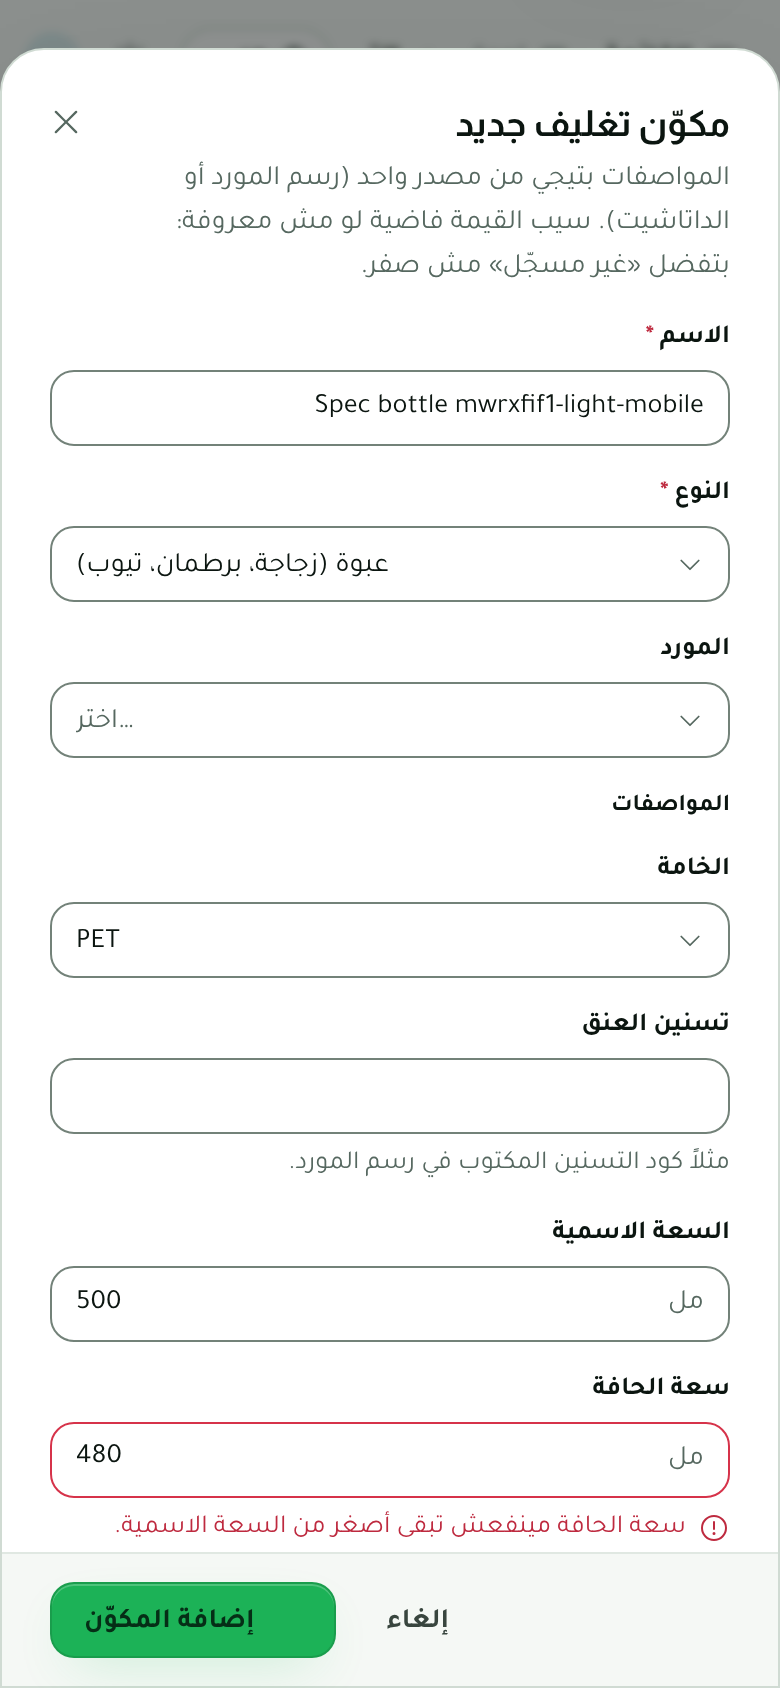 مكوّن تغليف جديد
المواصفات بتيجي من مصدر واحد (رسم المورد أو
الداتاشيت). سيب القيمة فاضية لو مش معروفة:
بتفضل «غير مسجّل» مش صفر.
الاسم *
Spec bottle mwrxfif1-light-mobile
النوع *
عبوة (زجاجة، برطمان، تيوب)
المورد
اختر...
المواصفات
الخامة
PET
تسنين العنق
مثلاً كود التسنين المكتوب في رسم المورد.
السعة الاسمية
500 مل
سعة الحافة
480 مل
سعة الحافة مينفعش تبقى أصغر من السعة الاسمية.
إلغاء
إضافة المكوّن